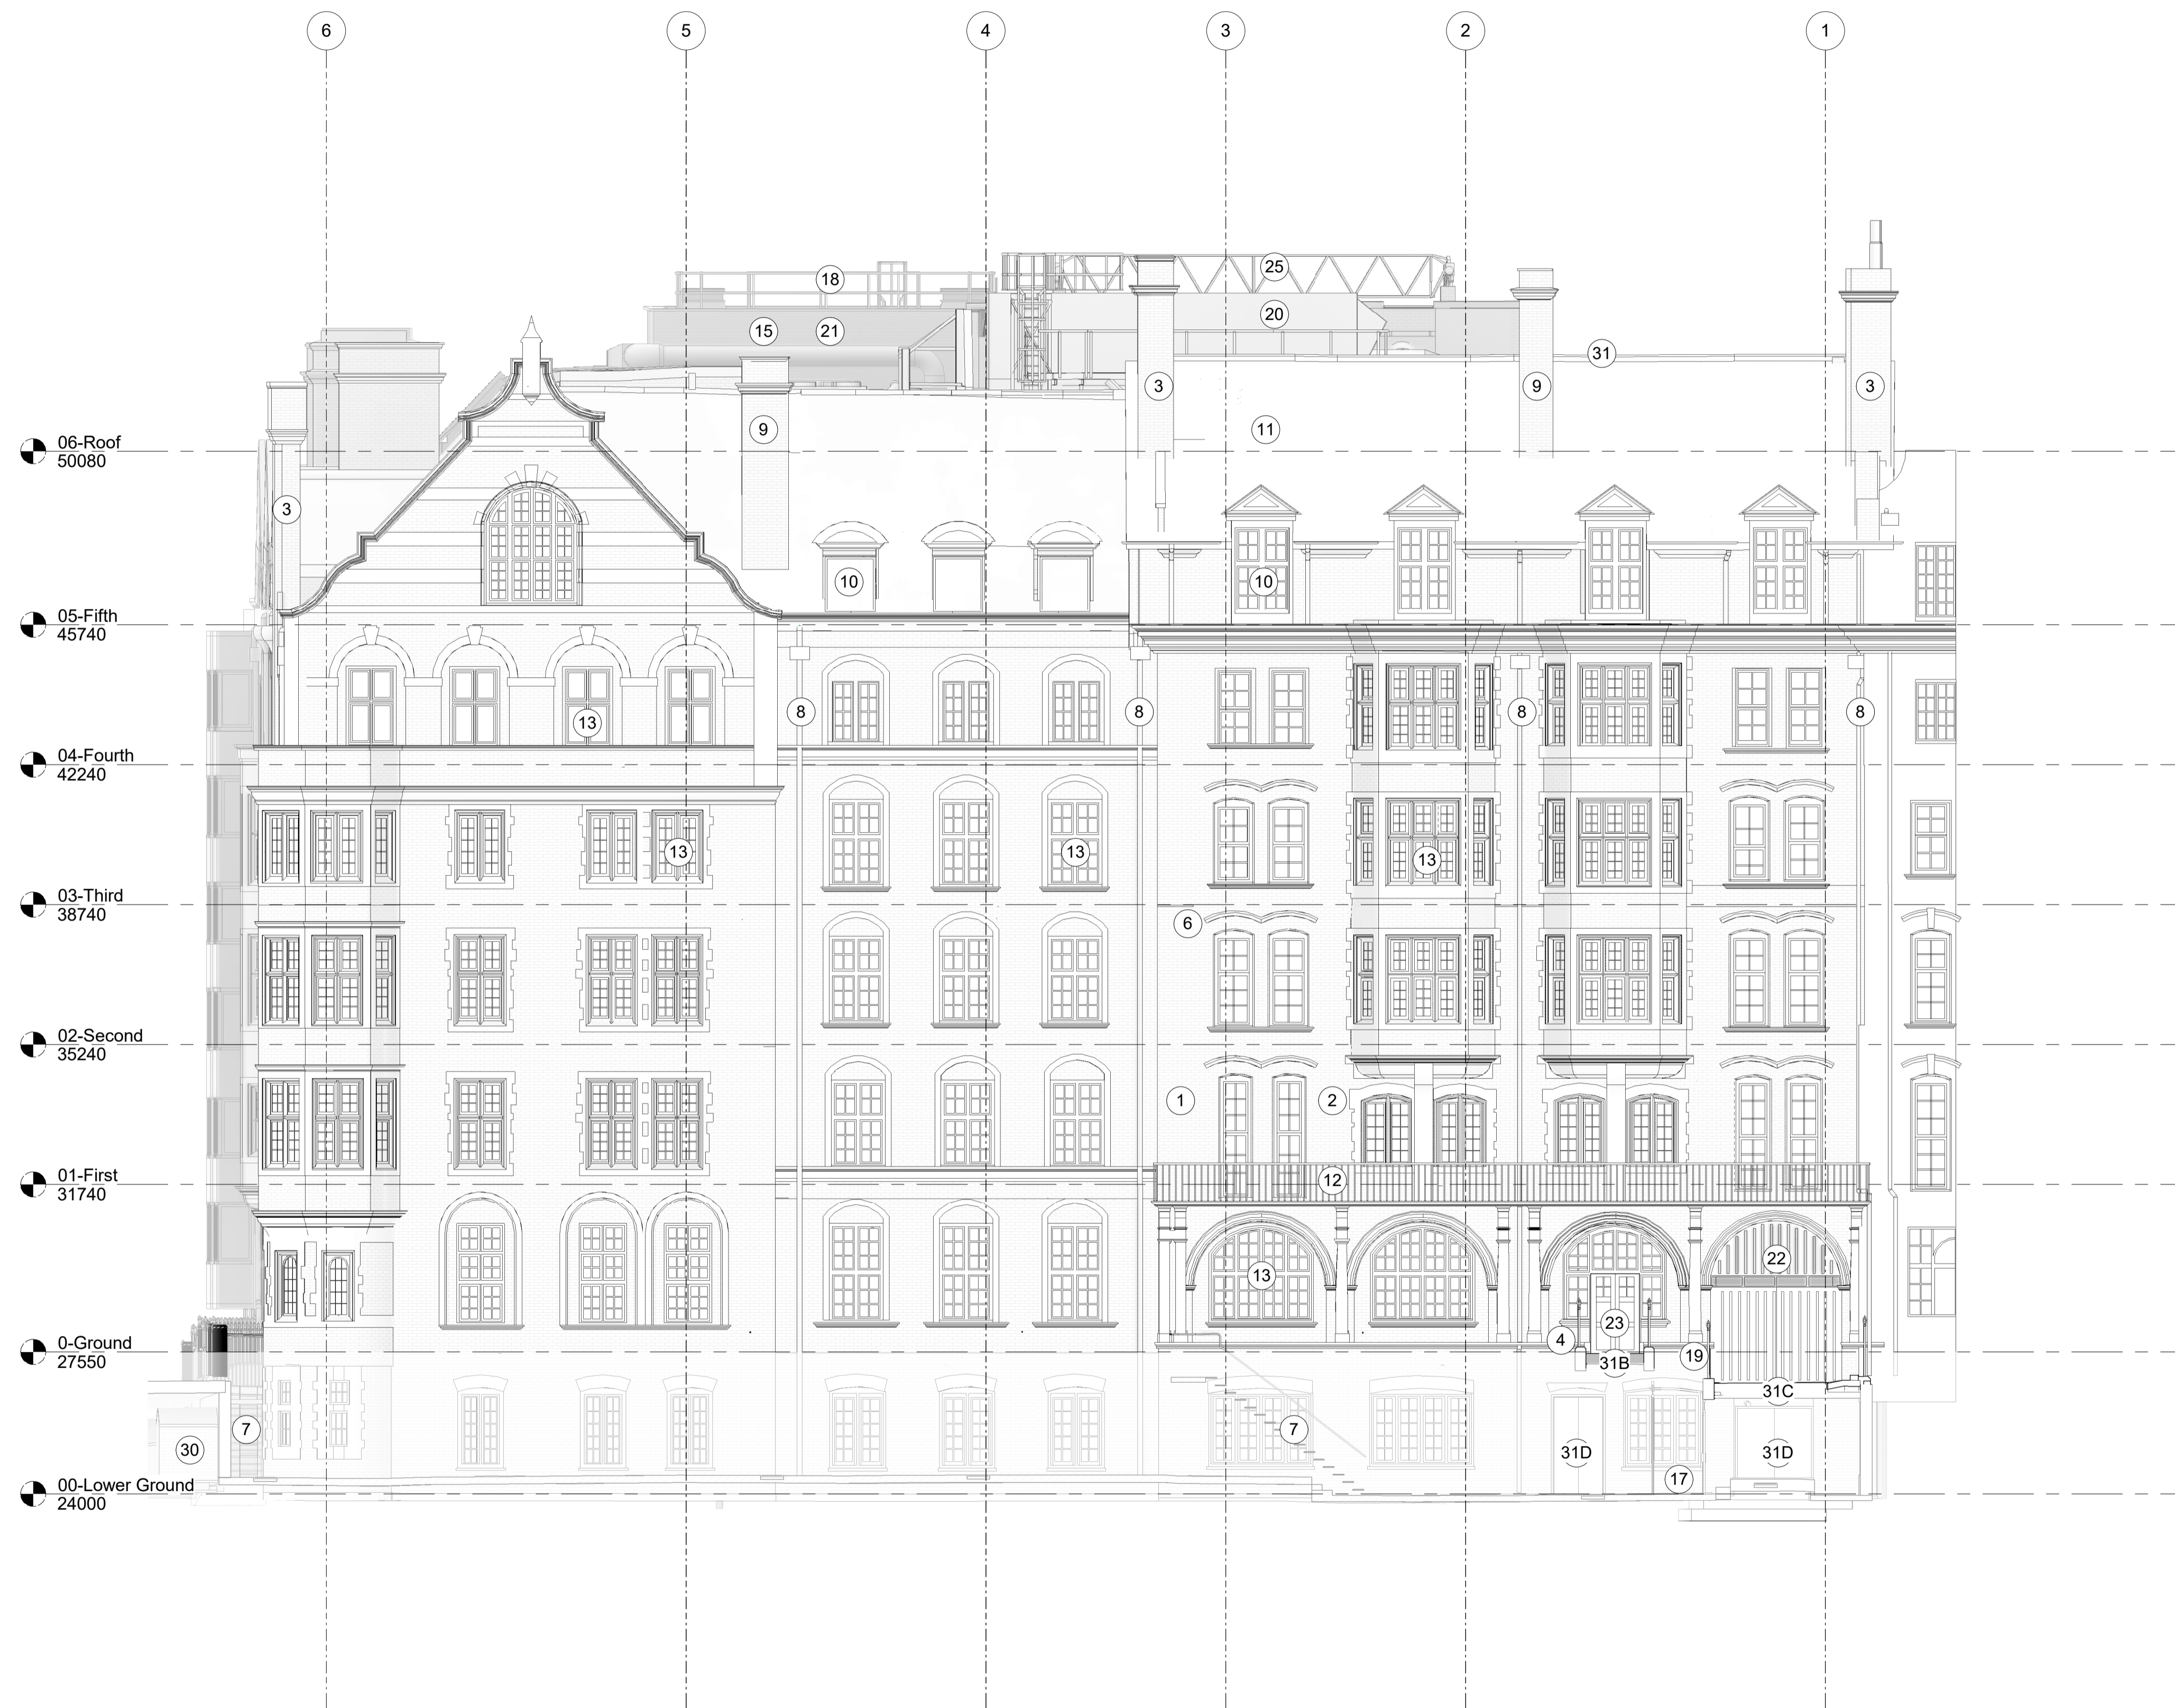 6 5 4 3 2 1
25
18
20
15 21
31
3 9 3
9 11
06-Roof
50080
3
10 10
05-Fifth
45740
8 8 8 8
13
04-Fourth
42240
13 13 13
03-Third
38740
6
02-Second
35240
1 2
01-First
31740
12
22
13
23
4
0-Ground
27550
19
31B
31C
7 7
30 31D 31D
17
00-Lower Ground
24000